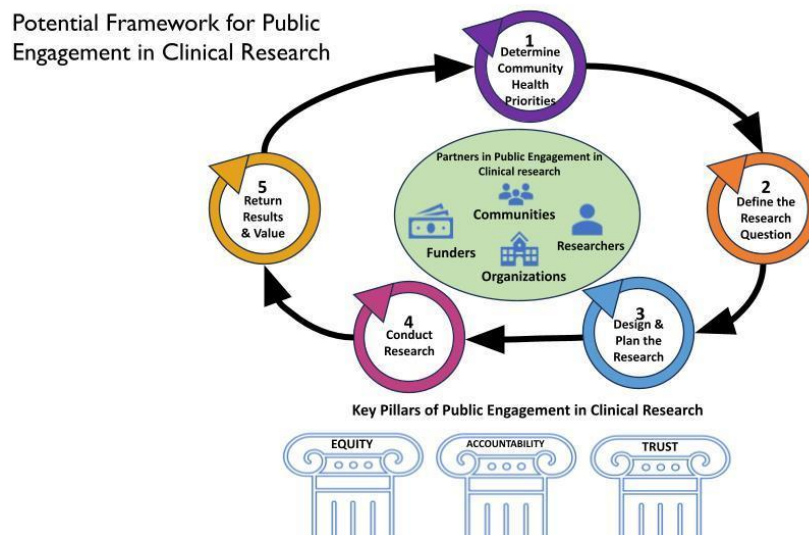 Potential Framework for Public
Engagement in Clinical Research
1
Determine
Community
Health
Priorities
2
Define the
Research
Question
3
Design &
Plan the
Research
4
Conduct
Research
5
Return
Results
& Value
Partners in Public Engagement in
Clinical research
Communities
Funders
Researchers
Organizations
Key Pillars of Public Engagement in Clinical Research
EQUITY
ACCOUNTABILITY
TRUST